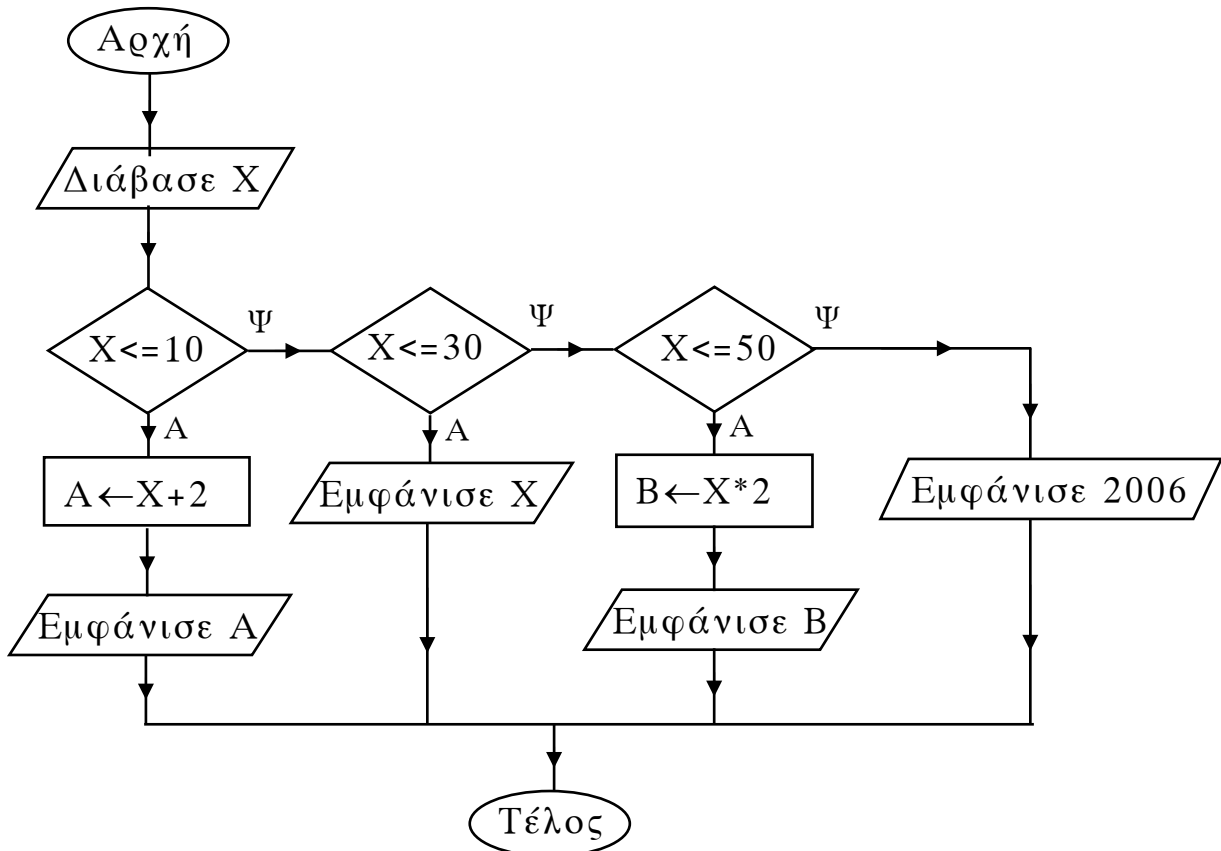 Αρχή
Διάβασε Χ
Χ<=10
Ψ
Χ<=30
Ψ
Χ<=50
Ψ
Α
Α
Α
Α←Χ+2
Εμφάνισε Χ
Β←Χ*2
Εμφάνισε 2006
Εμφάνισε Α
Εμφάνισε Β
Τέλος